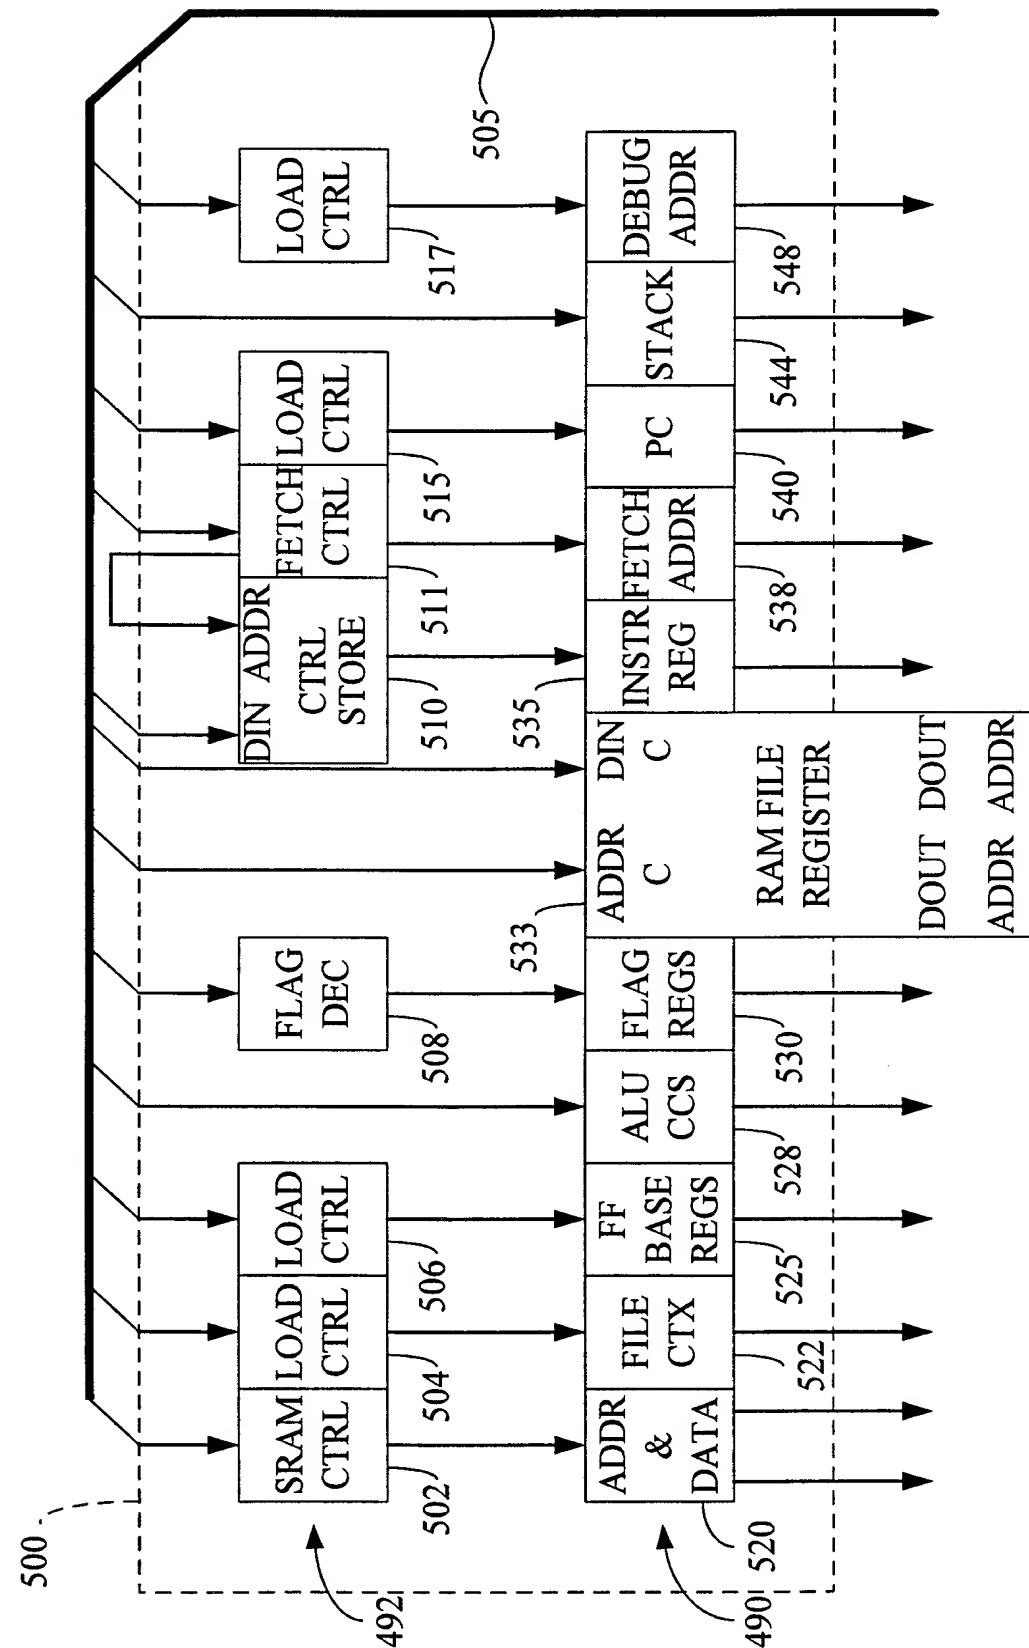 500
492
SRAM
CTRL
LOAD
CTRL
LOAD
CTRL
FLAG
DEC
DIN ADDR
CTRL
STORE
FETCH
CTRL
LOAD
CTRL
LOAD
CTRL
502
504
506
508
510
511
515
517
505
533
535
490
ADDR
&
DATA
FILE
CTX
FF
BASE
REGS
ALU
CCS
FLAG
REGS
ADDR DIN
C C
RAM FILE
REGISTER
DOUT DOUT
ADDR ADDR
INSTR
REG
FETCH
ADDR
PC
STACK
DEBUG
ADDR
520
522
525
528
530
538
540
544
548